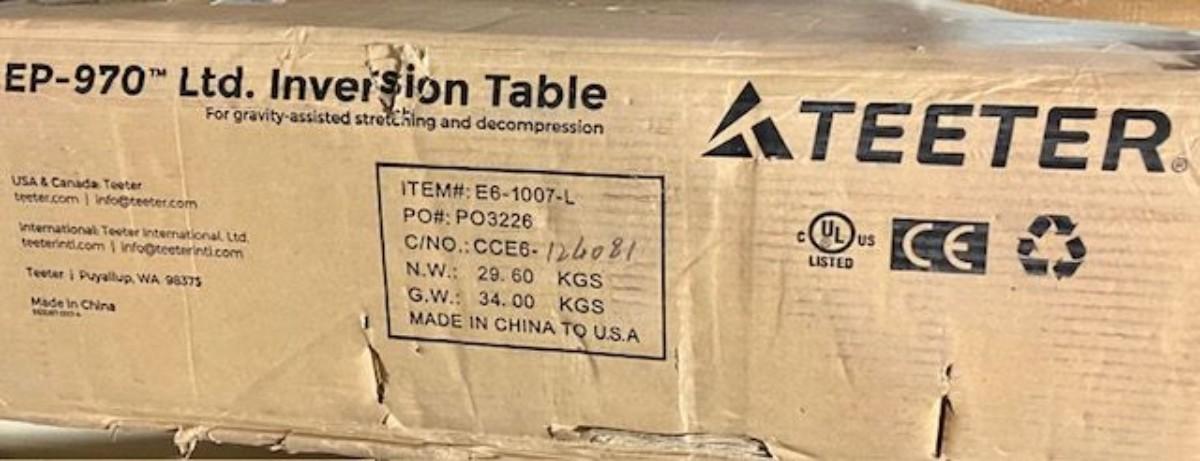 EP-970™ Ltd. Inversion Table
For gravity-assisted stretching and decompression
TEETER®
USA & Canada: Teeter
teeter.com | info@teeter.com
International: Teeter International, Ltd.
teeterintl.com | info@teeterintl.com
Teeter | Puyallup, WA 98375
Made in China
ITEM#: E6-1007-L
PO#: PO3226
C/NO.: CCE6-124081
N.W.: 29.60 KGS
G.W.: 34.00 KGS
MADE IN CHINA TO U.S.A
C UL US
LISTED
CE